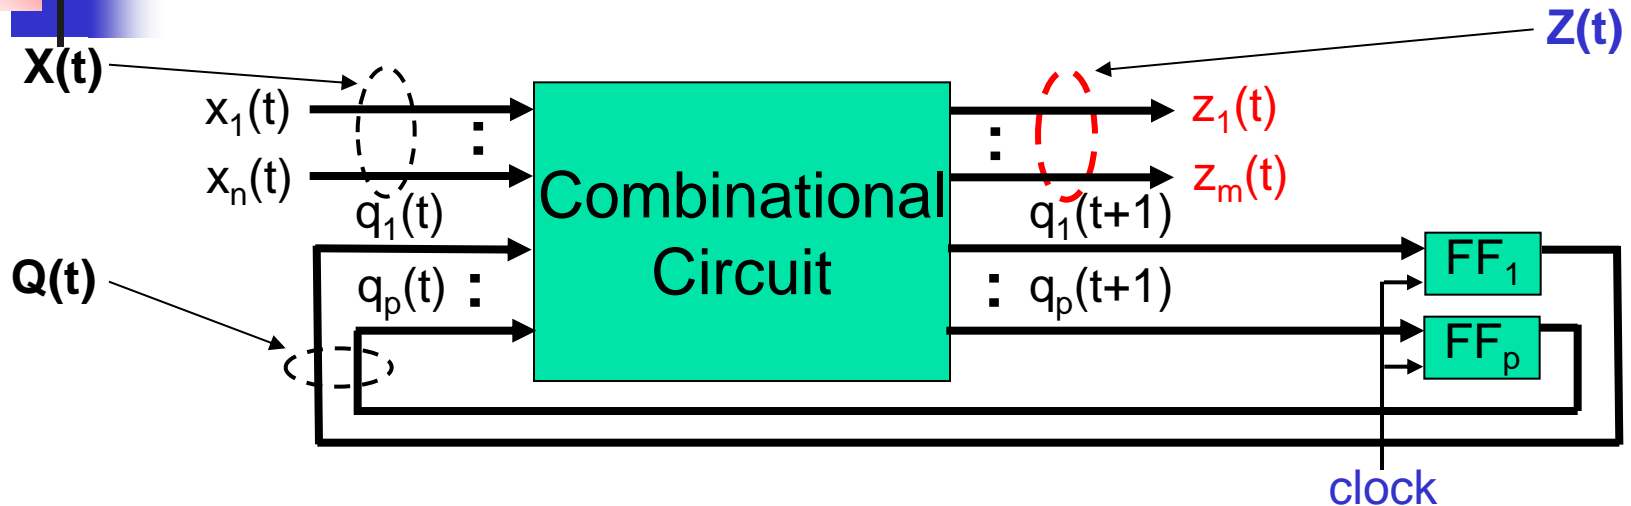 Z(t)
X(t)
x1(t)
z1(t)
xn(t)
zm(t)
Combinational
Circuit
q1(t)
q1(t+1)
FF1
Q(t)
qp(t)
qp(t+1)
FFp
clock